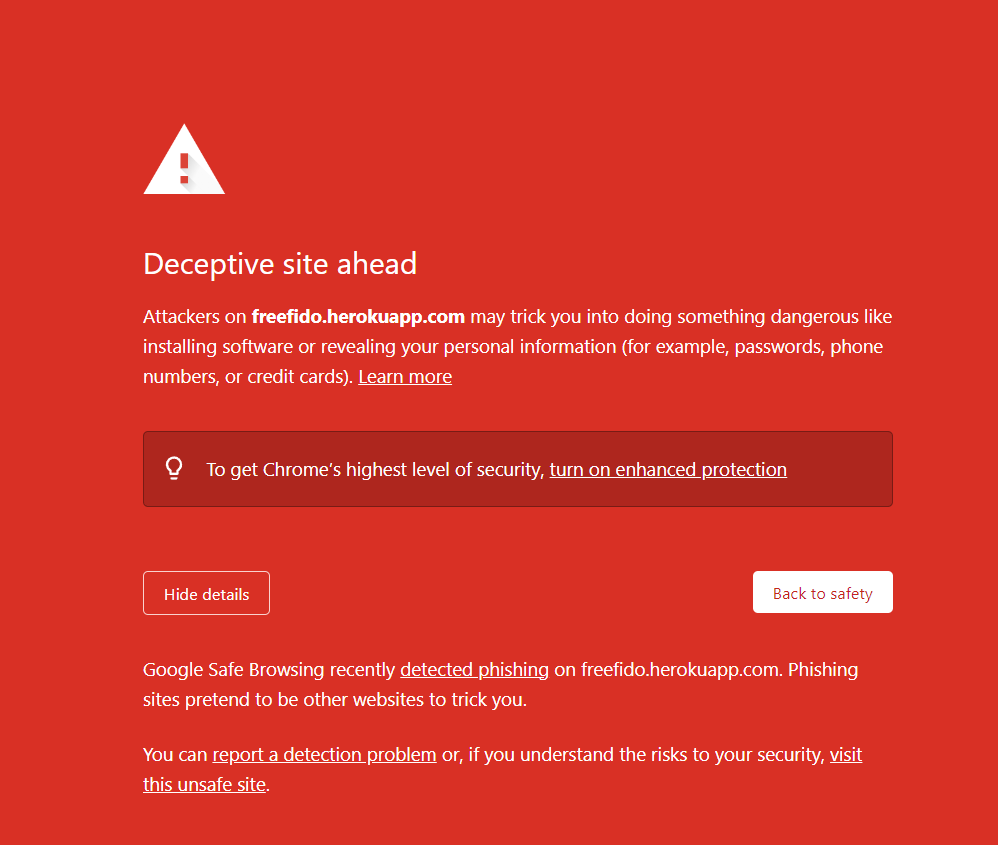 Deceptive site ahead
Attackers on freefido.herokuapp.com may trick you into doing something dangerous like
installing software or revealing your personal information (for example, passwords, phone
numbers, or credit cards). Learn more
To get Chrome's highest level of security, turn on enhanced protection
Hide details
Back to safety
Google Safe Browsing recently detected phishing on freefido.herokuapp.com. Phishing
sites pretend to be other websites to trick you.
You can report a detection problem or, if you understand the risks to your security, visit
this unsafe site.